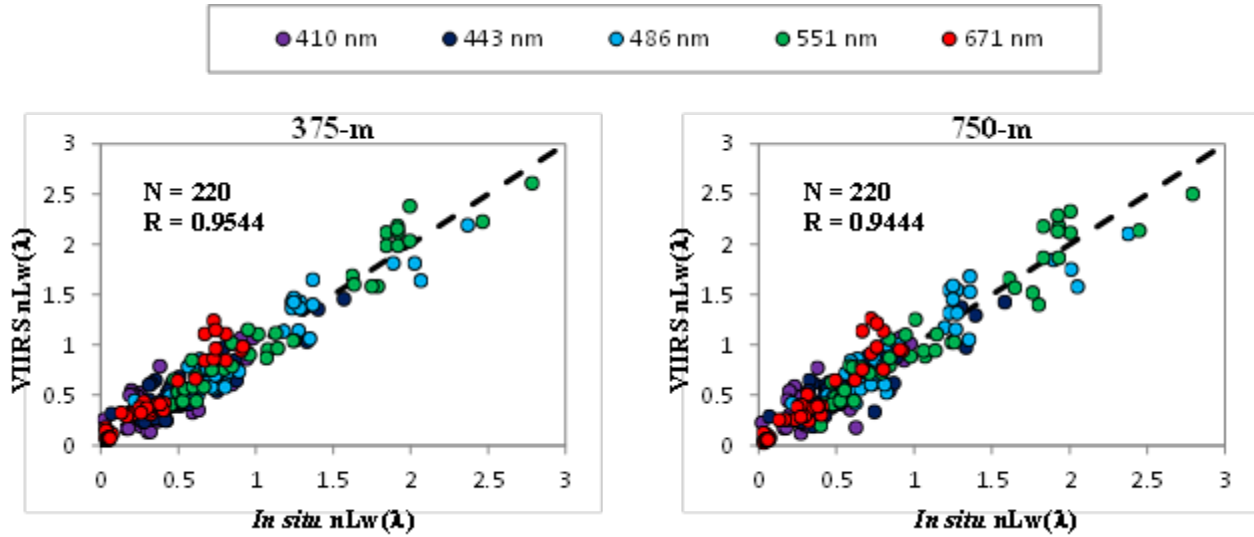 410 nm 443 nm 486 nm 551 nm 671 nm
375-m
N = 220
R = 0.9544
VIIRS nLw(λ)
3
2.5
2
1.5
1
0.5
0
0 0.5 1 1.5 2 2.5 3
In situ nLw(λ)
750-m
N = 220
R = 0.9444
VIIRS nLw(λ)
3
2.5
2
1.5
1
0.5
0
0 0.5 1 1.5 2 2.5 3
In situ nLw(λ)